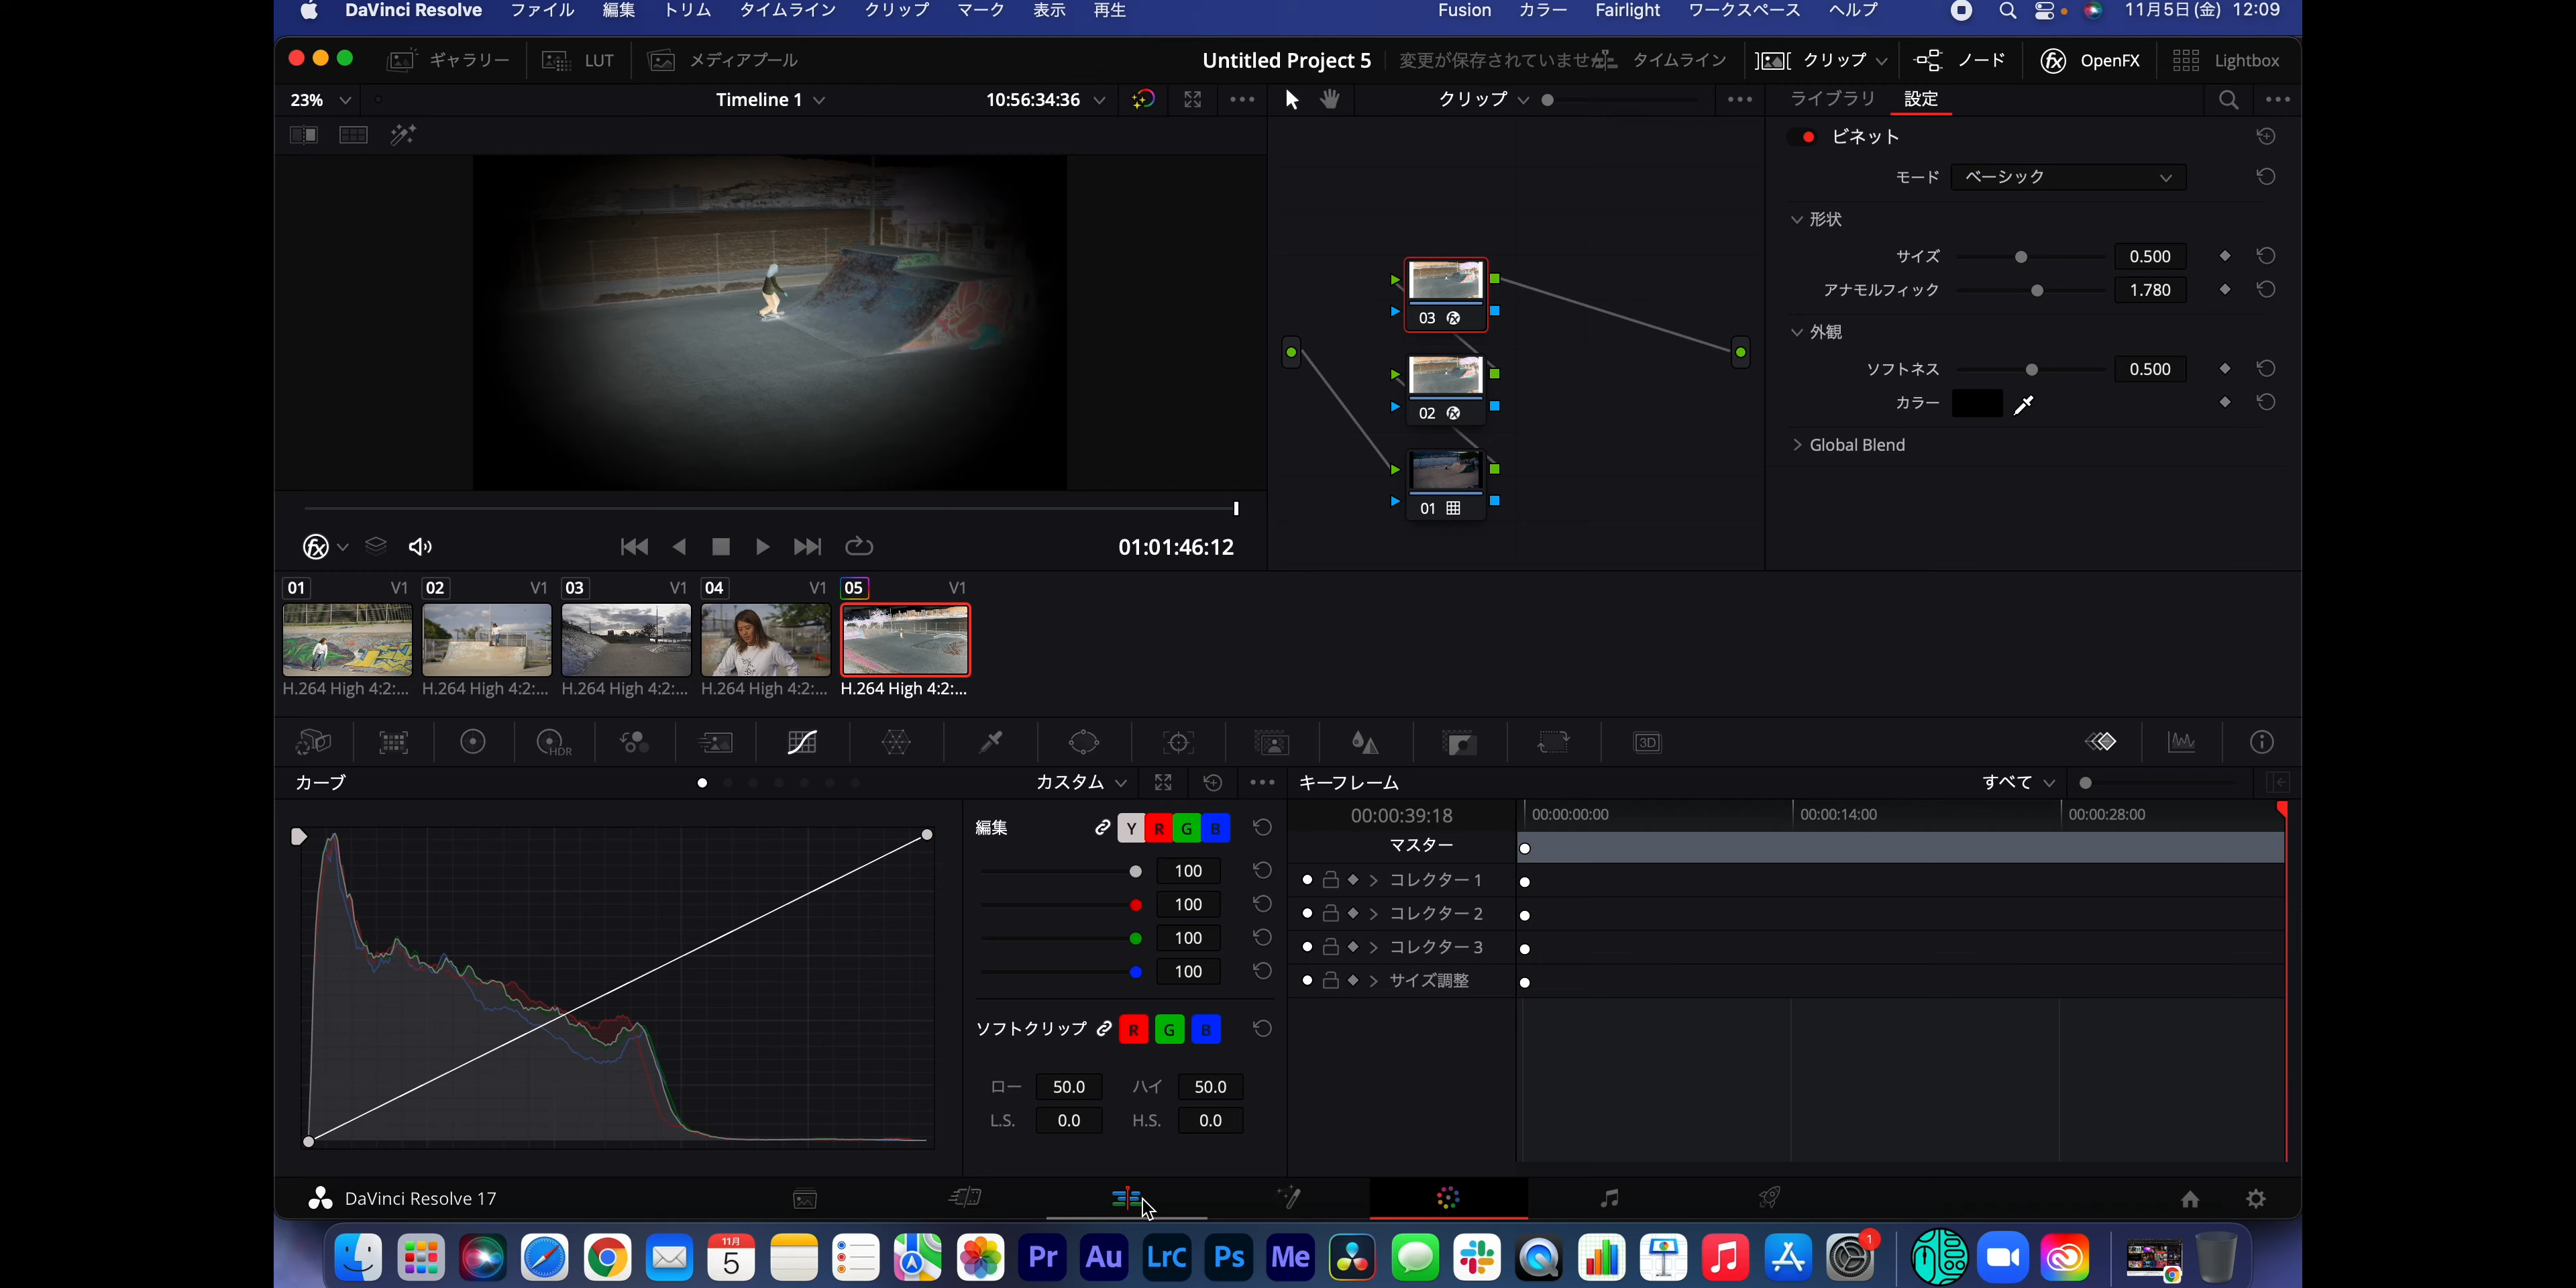 DaVinci Resolve ファイル 編集 トリム タイムライン クリップ マーク 表示 再生 Fusion カラー Fairlight ワークスペース ヘルプ 11月5日(金) 12:09
ギャラリー LUT メディアプール Untitled Project 5 変更が保存されていません タイムライン クリップ ノード OpenFX Lightbox
23% Timeline 1 10:56:34:36 クリップ ライブラリ 設定
ビネット
モード ベーシック
形状
サイズ 0.500
アナモルフィック 1.780
外観
ソフトネス 0.500
カラー
Global Blend
03
02
01
01:01:46:12
01 V1 02 V1 03 V1 04 V1 05 V1
H.264 High 4:2:... H.264 High 4:2:... H.264 High 4:2:... H.264 High 4:2:... H.264 High 4:2:...
HDR 3D
カーブ カスタム キーフレーム すべて
編集 Y R G B
100
100
100
100
ソフトクリップ R G B
ロー 50.0 ハイ 50.0
L.S. 0.0 H.S. 0.0
00:00:39:18 00:00:00:00 00:00:14:00 00:00:28:00
マスター
コレクター 1
コレクター 2
コレクター 3
サイズ調整
DaVinci Resolve 17
11月 5 Pr Au LrC Ps Me 1